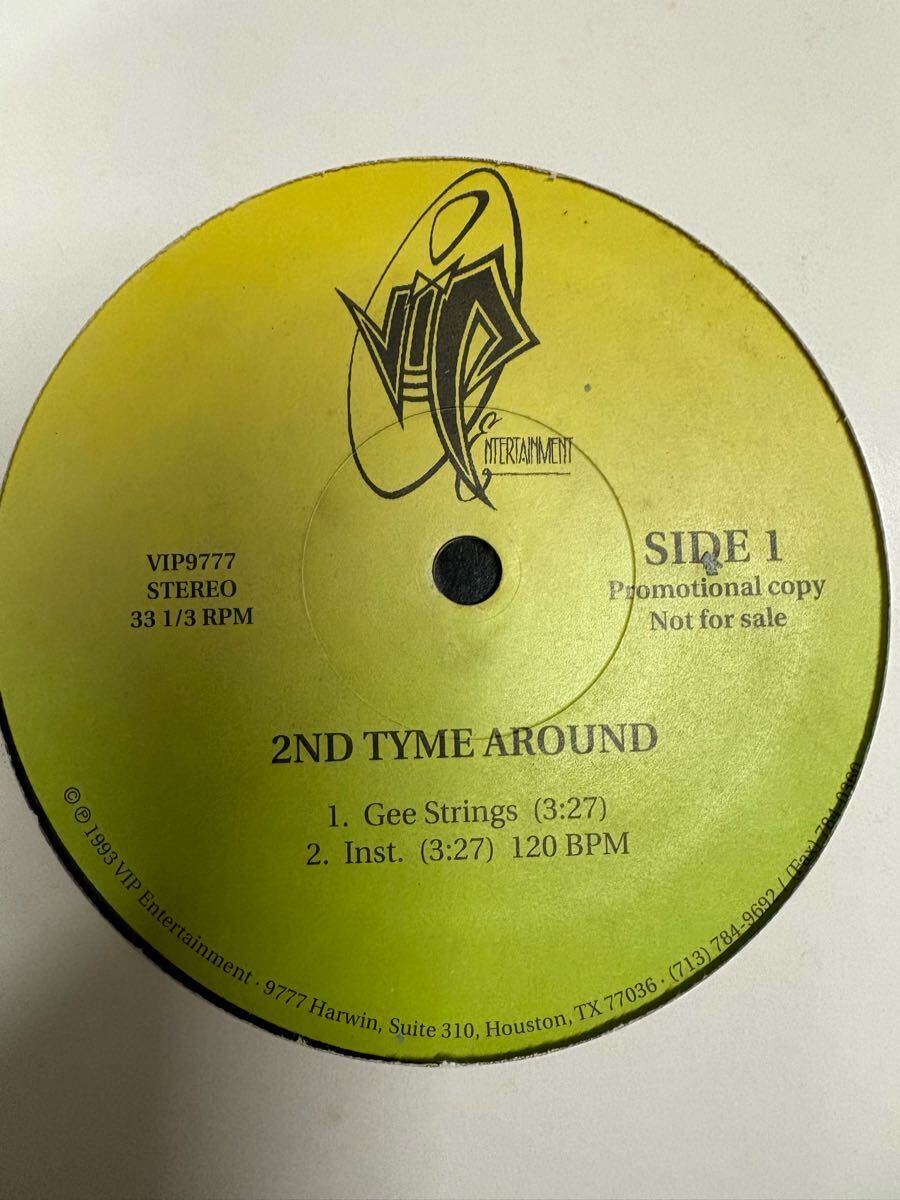 VIP
ENTERTAINMENT
VIP9777
STEREO
33 1/3 RPM
SIDE 1
Promotional copy
Not for sale
2ND TYME AROUND
1. Gee Strings (3:27)
2. Inst. (3:27) 120 BPM
© ℗ 1993 VIP Entertainment · 9777 Harwin, Suite 310, Houston, TX 77036 · (713) 784-9692 / (Fax)